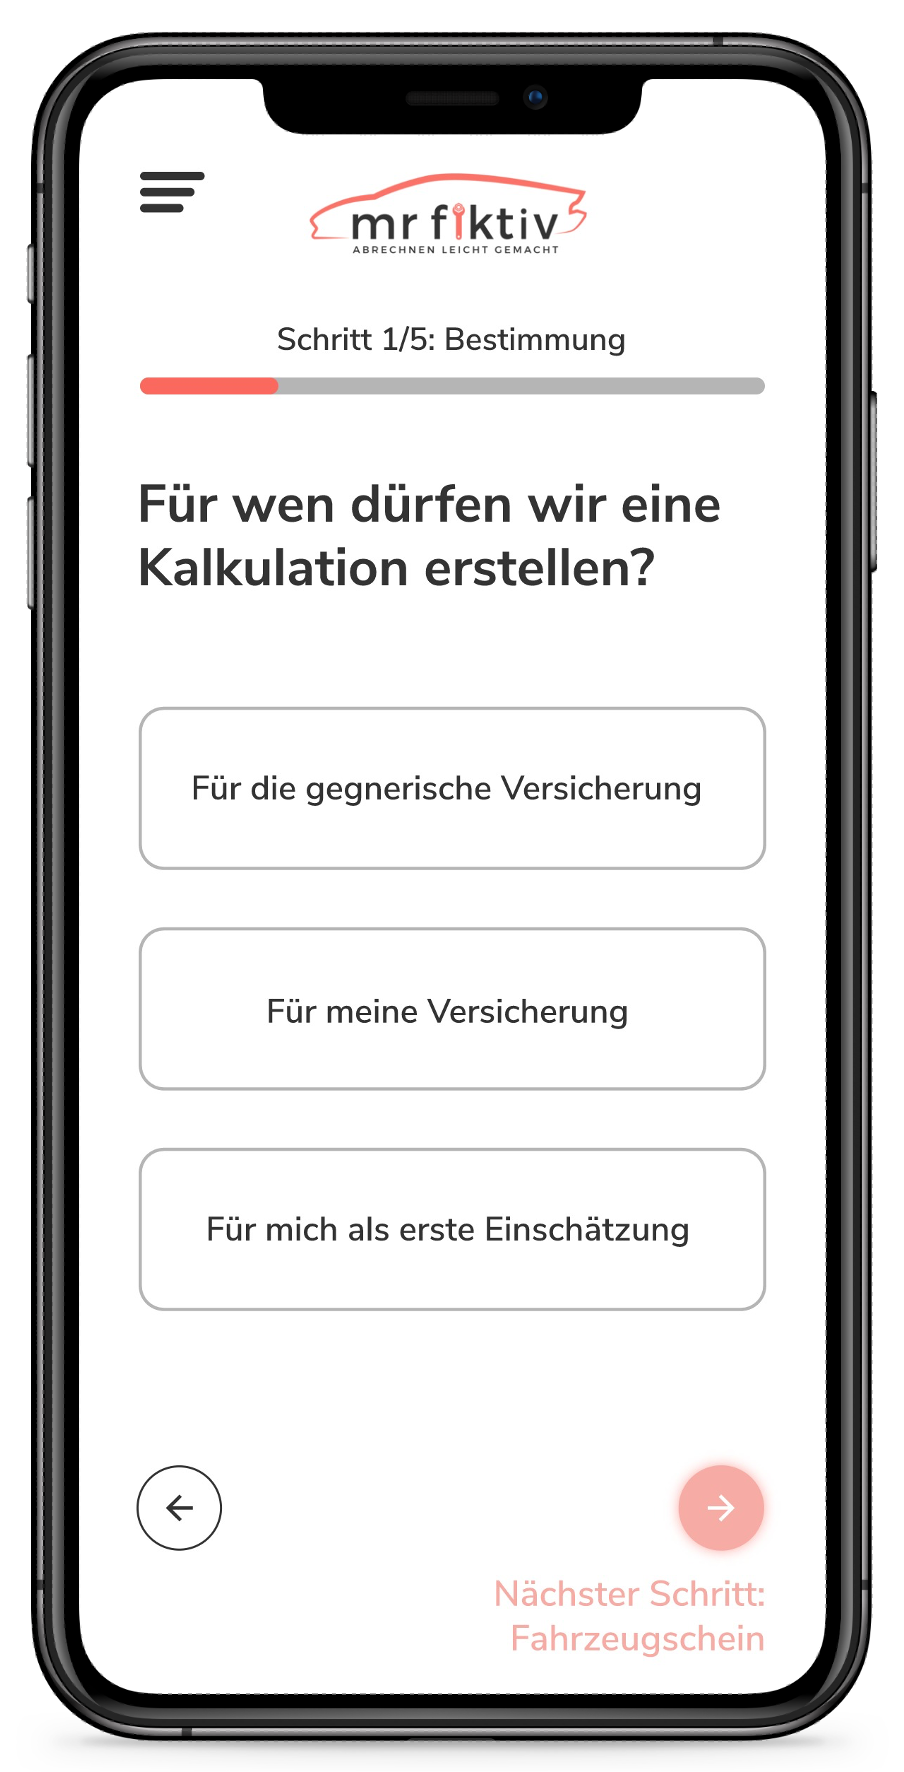 mr fiktiv
ABRECHNEN LEICHT GEMACHT
Schritt 1/5: Bestimmung
Für wen dürfen wir eine
Kalkulation erstellen?
Für die gegnerische Versicherung
Für meine Versicherung
Für mich als erste Einschätzung
Nächster Schritt:
Fahrzeugschein